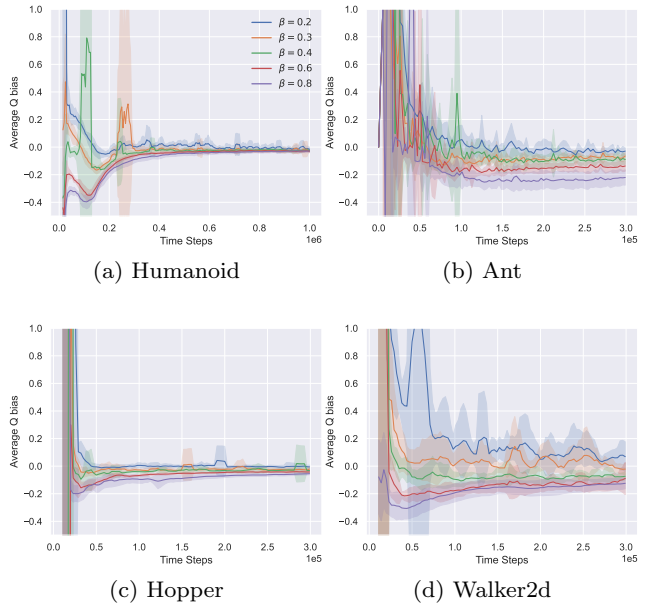 1.0
0.8
0.6
0.4
0.2
0.0
−0.2
−0.4
Average Q bias
0.0 0.2 0.4 0.6 0.8 1.0
Time Steps
1e6
β = 0.2
β = 0.3
β = 0.4
β = 0.6
β = 0.8
(a) Humanoid
1.0
0.8
0.6
0.4
0.2
0.0
−0.2
−0.4
Average Q bias
0.0 0.5 1.0 1.5 2.0 2.5 3.0
Time Steps
1e5
(b) Ant
1.0
0.8
0.6
0.4
0.2
0.0
−0.2
−0.4
Average Q bias
0.0 0.5 1.0 1.5 2.0 2.5 3.0
Time Steps
1e5
(c) Hopper
1.0
0.8
0.6
0.4
0.2
0.0
−0.2
−0.4
Average Q bias
0.0 0.5 1.0 1.5 2.0 2.5 3.0
Time Steps
1e5
(d) Walker2d